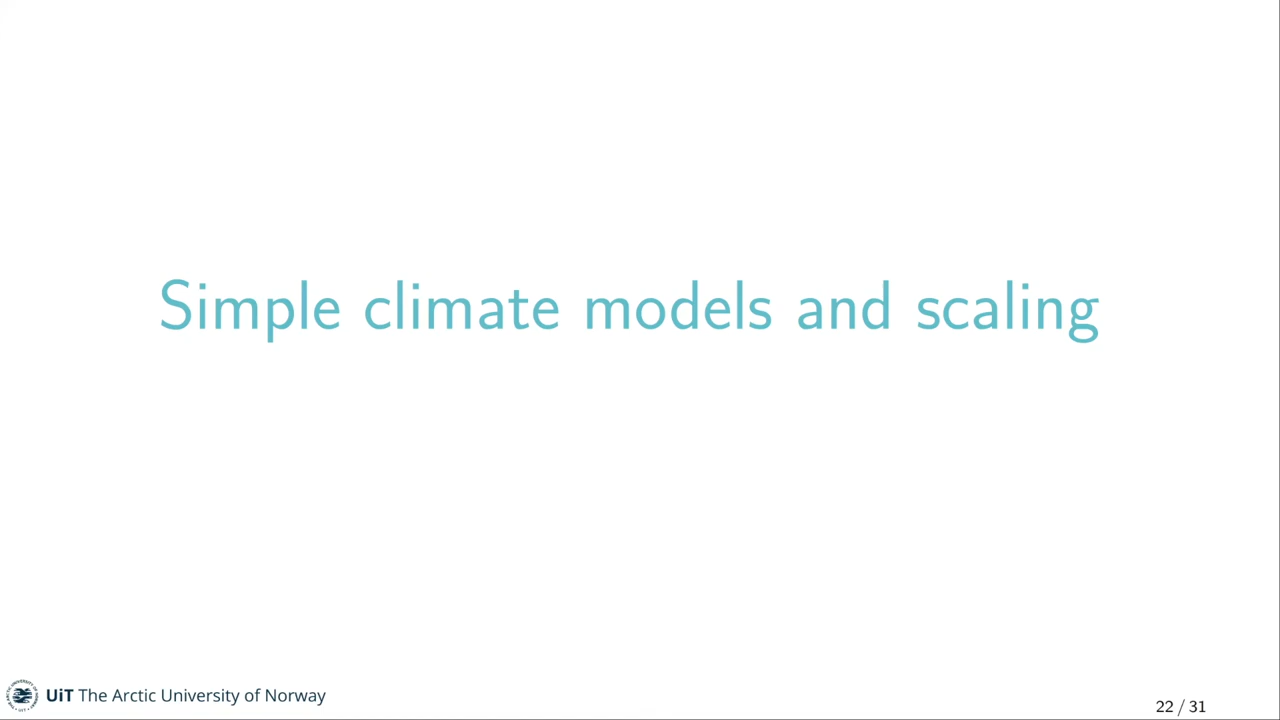 Simple climate models and scaling
UiT The Arctic University of Norway
22 / 31